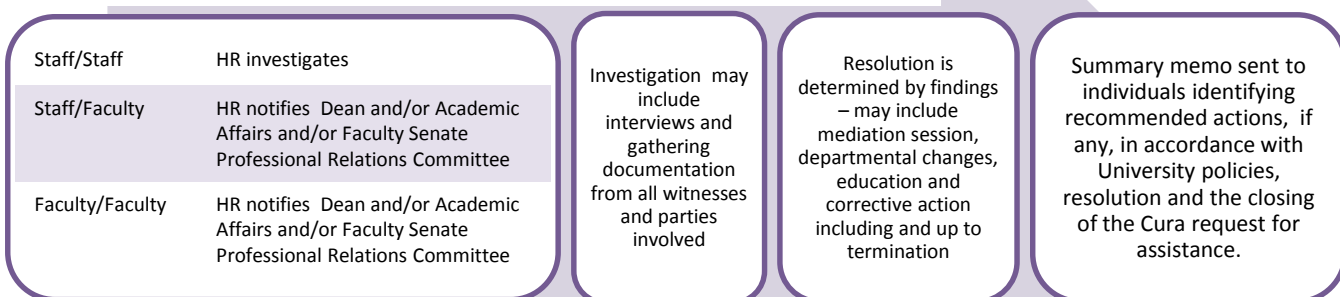 Staff/Staff HR investigates
Staff/Faculty HR notifies Dean and/or Academic
Affairs and/or Faculty Senate
Professional Relations Committee
Faculty/Faculty HR notifies Dean and/or Academic
Affairs and/or Faculty Senate
Professional Relations Committee
Investigation may
include
interviews and
gathering
documentation
from all witnesses
and parties
involved
Resolution is
determined by findings
– may include
mediation session,
departmental changes,
education and
corrective action
including and up to
termination
Summary memo sent to
individuals identifying
recommended actions, if
any, in accordance with
University policies,
resolution and the closing
of the Cura request for
assistance.